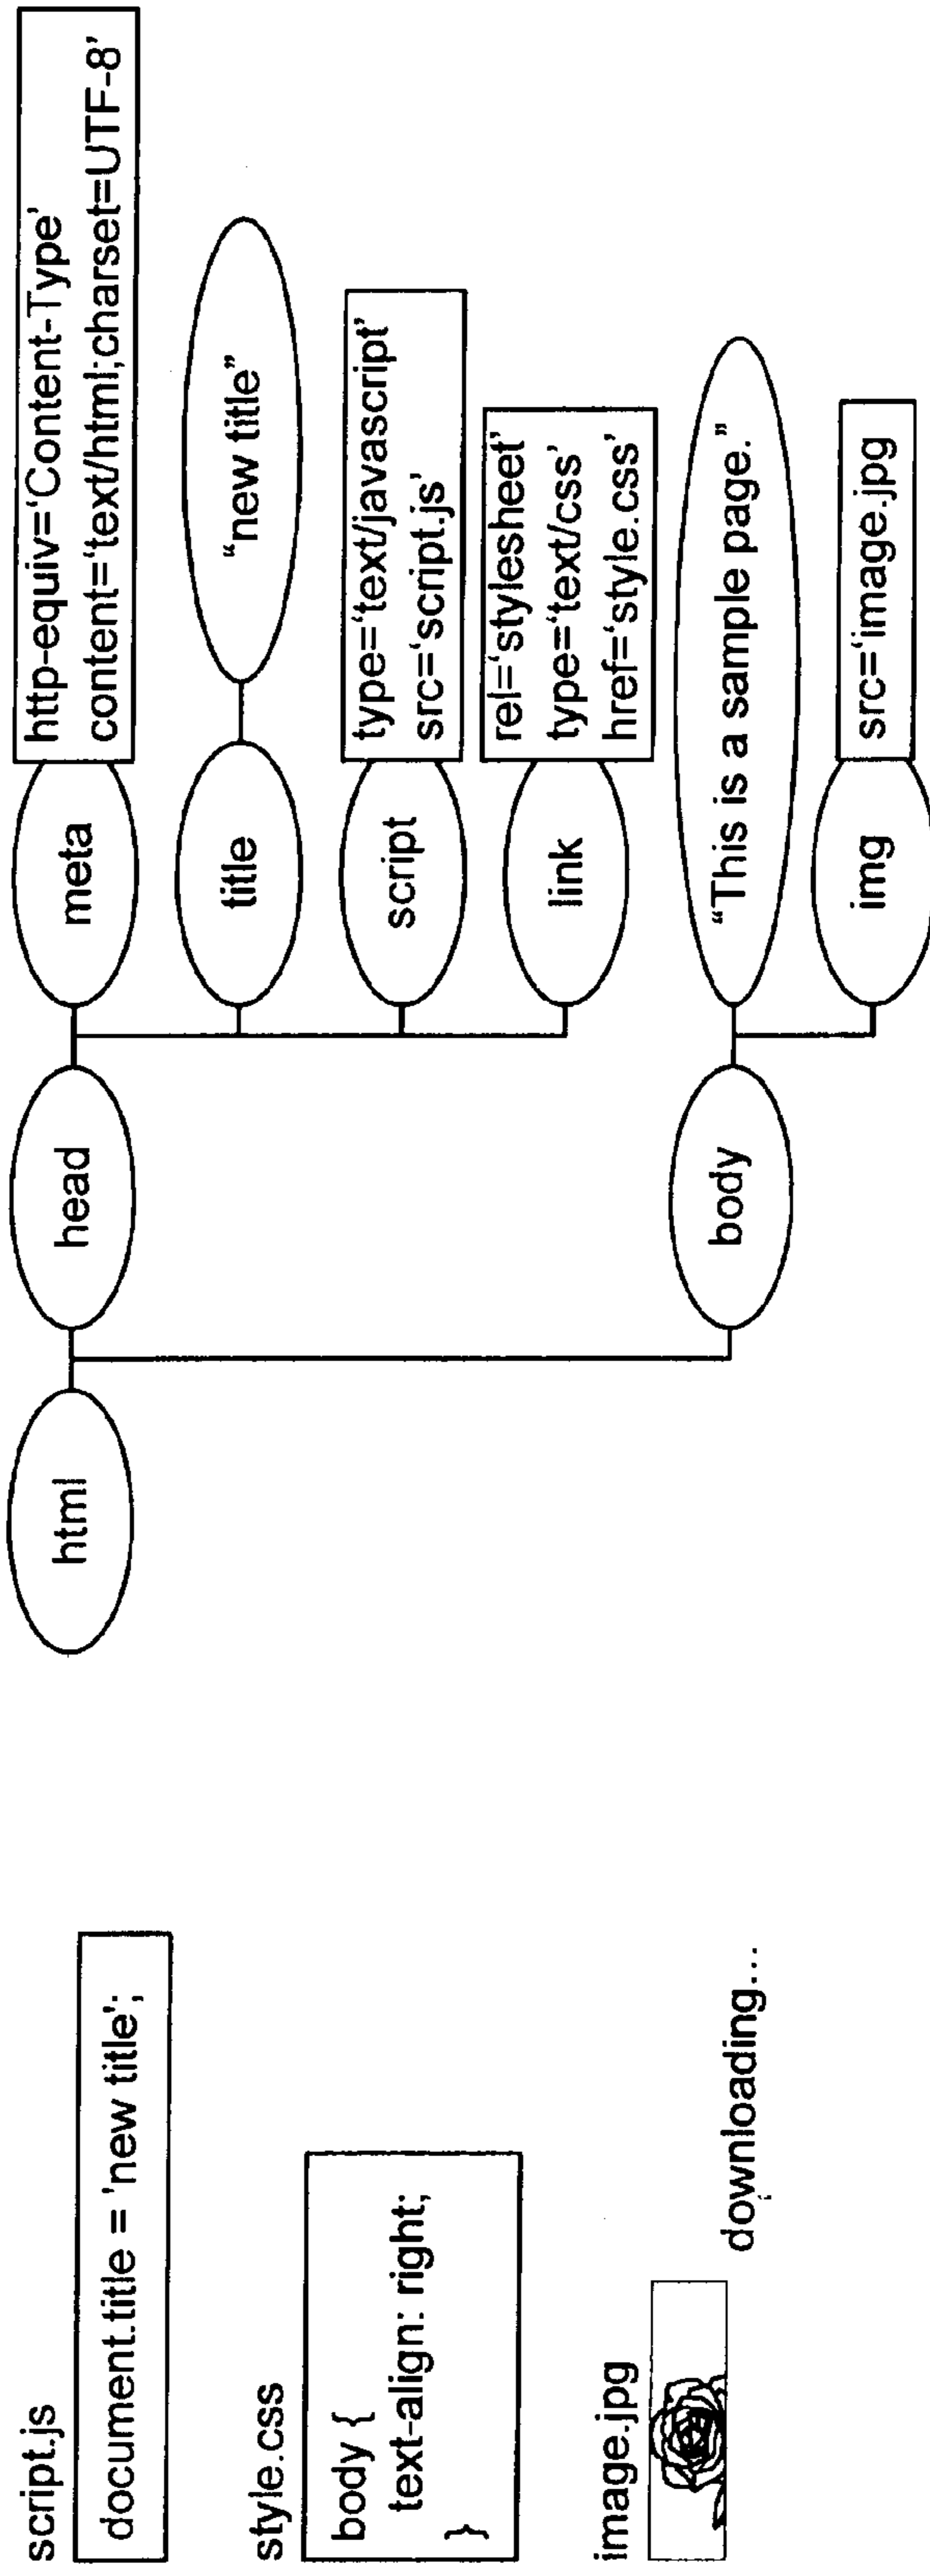 script.js
document.title = 'new title';
style.css
body {
text-align: right;
}
image.jpg
downloading...
html
head
meta
http-equiv=‘Content-Type’
content=‘text/html;charset=UTF-8’
title
“new title”
script
type=‘text/javascript’
src=‘script.js’
link
rel=‘stylesheet’
type=‘text/css’
href=‘style.css’
body
“This is a sample page.”
img
src=‘image.jpg